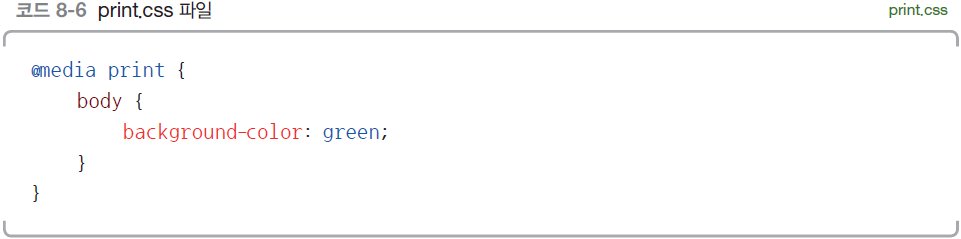 코드 8-6 print.css 파일 print.css
@media print {
    body {
        background-color: green;
    }
}